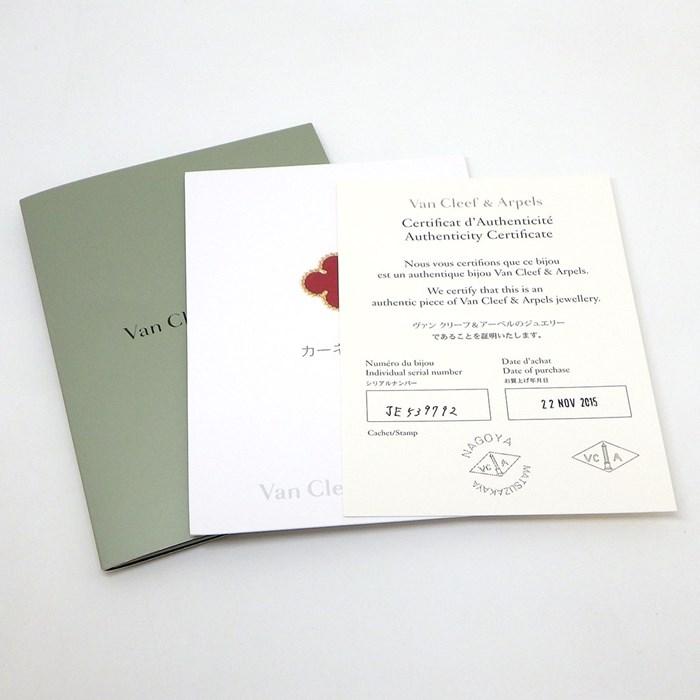 Van Cl
カーネ
Van Clee
Van Cleef & Arpels
Certificat d'Authenticité
Authenticity Certificate
Nous vous certifions que ce bijou
est un authentique bijou Van Cleef & Arpels.
We certify that this is an
authentic piece of Van Cleef & Arpels jewellery.
ヴァン クリーフ&アーペルのジュエリー
であることを証明いたします。
Numéro du bijou
Individual serial number
シリアルナンバー
JE539792
Date d'achat
Date of purchase
お買上げ年月日
22 NOV 2015
Cachet/Stamp
NAGOYA
VC A
MATSUZAKAYA
VC A